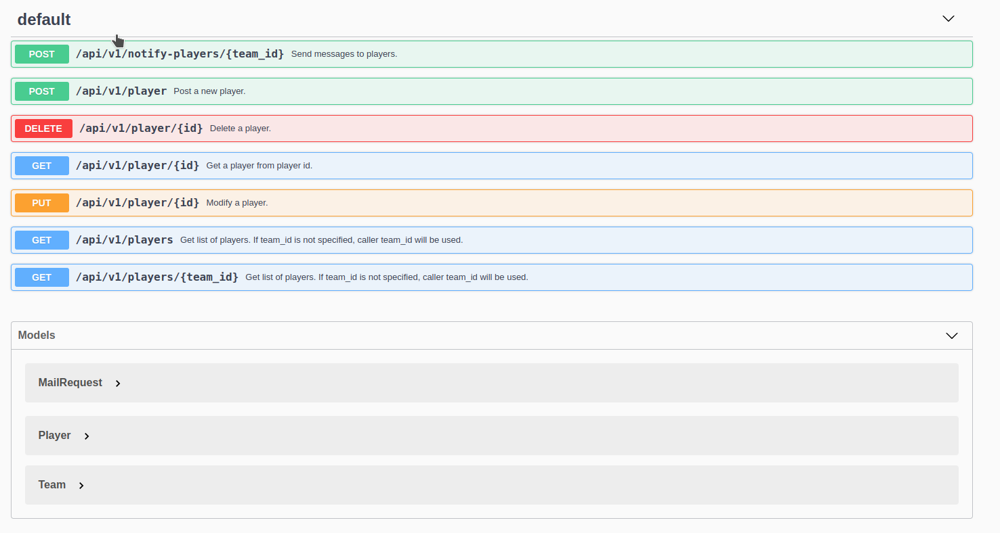 default
POST /api/v1/notify-players/{team_id} Send messages to players.
POST /api/v1/player Post a new player.
DELETE /api/v1/player/{id} Delete a player.
GET /api/v1/player/{id} Get a player from player id.
PUT /api/v1/player/{id} Modify a player.
GET /api/v1/players Get list of players. If team_id is not specified, caller team_id will be used.
GET /api/v1/players/{team_id} Get list of players. If team_id is not specified, caller team_id will be used.
Models
MailRequest
Player
Team